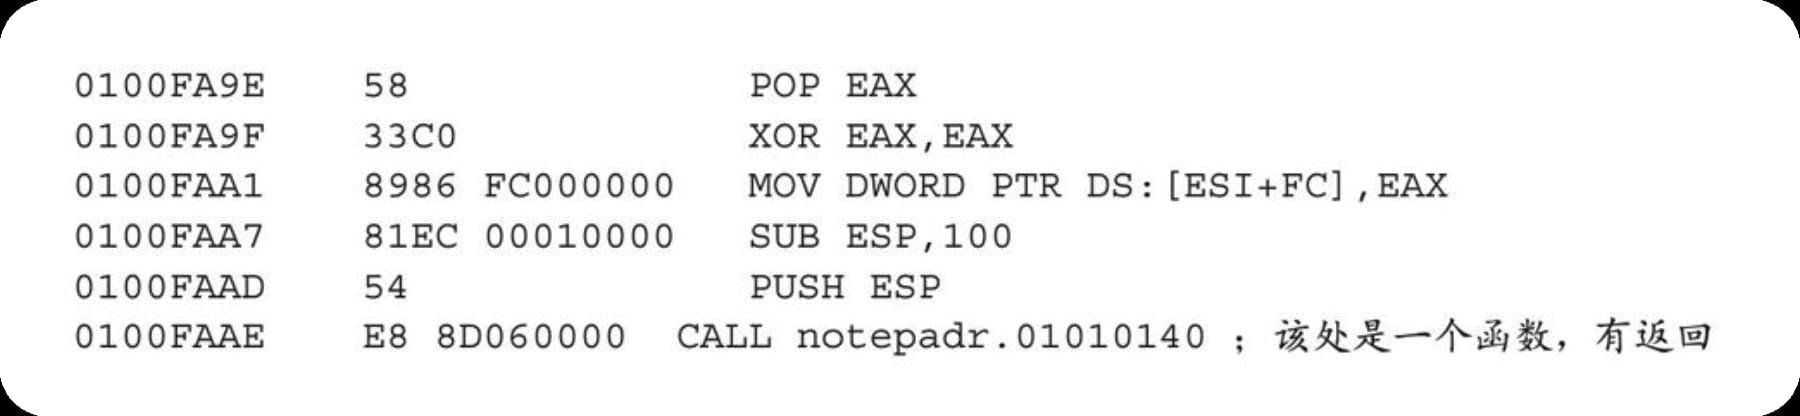 0100FA9E 58 POP EAX
0100FA9F 33C0 XOR EAX,EAX
0100FAA1 8986 FC000000 MOV DWORD PTR DS:[ESI+FC],EAX
0100FAA7 81EC 00010000 SUB ESP,100
0100FAAD 54 PUSH ESP
0100FAAE E8 8D060000 CALL notepadr.01010140 ；该处是一个函数，有返回